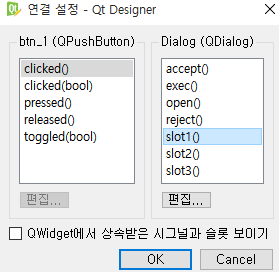 연결 설정 - Qt Designer
btn_1 (QPushButton)
clicked()
clicked(bool)
pressed()
released()
toggled(bool)
편집...
Dialog (QDialog)
accept()
exec()
open()
reject()
slot1()
slot2()
slot3()
편집...
QWidget에서 상속받은 시그널과 슬롯 보이기
OK
Cancel